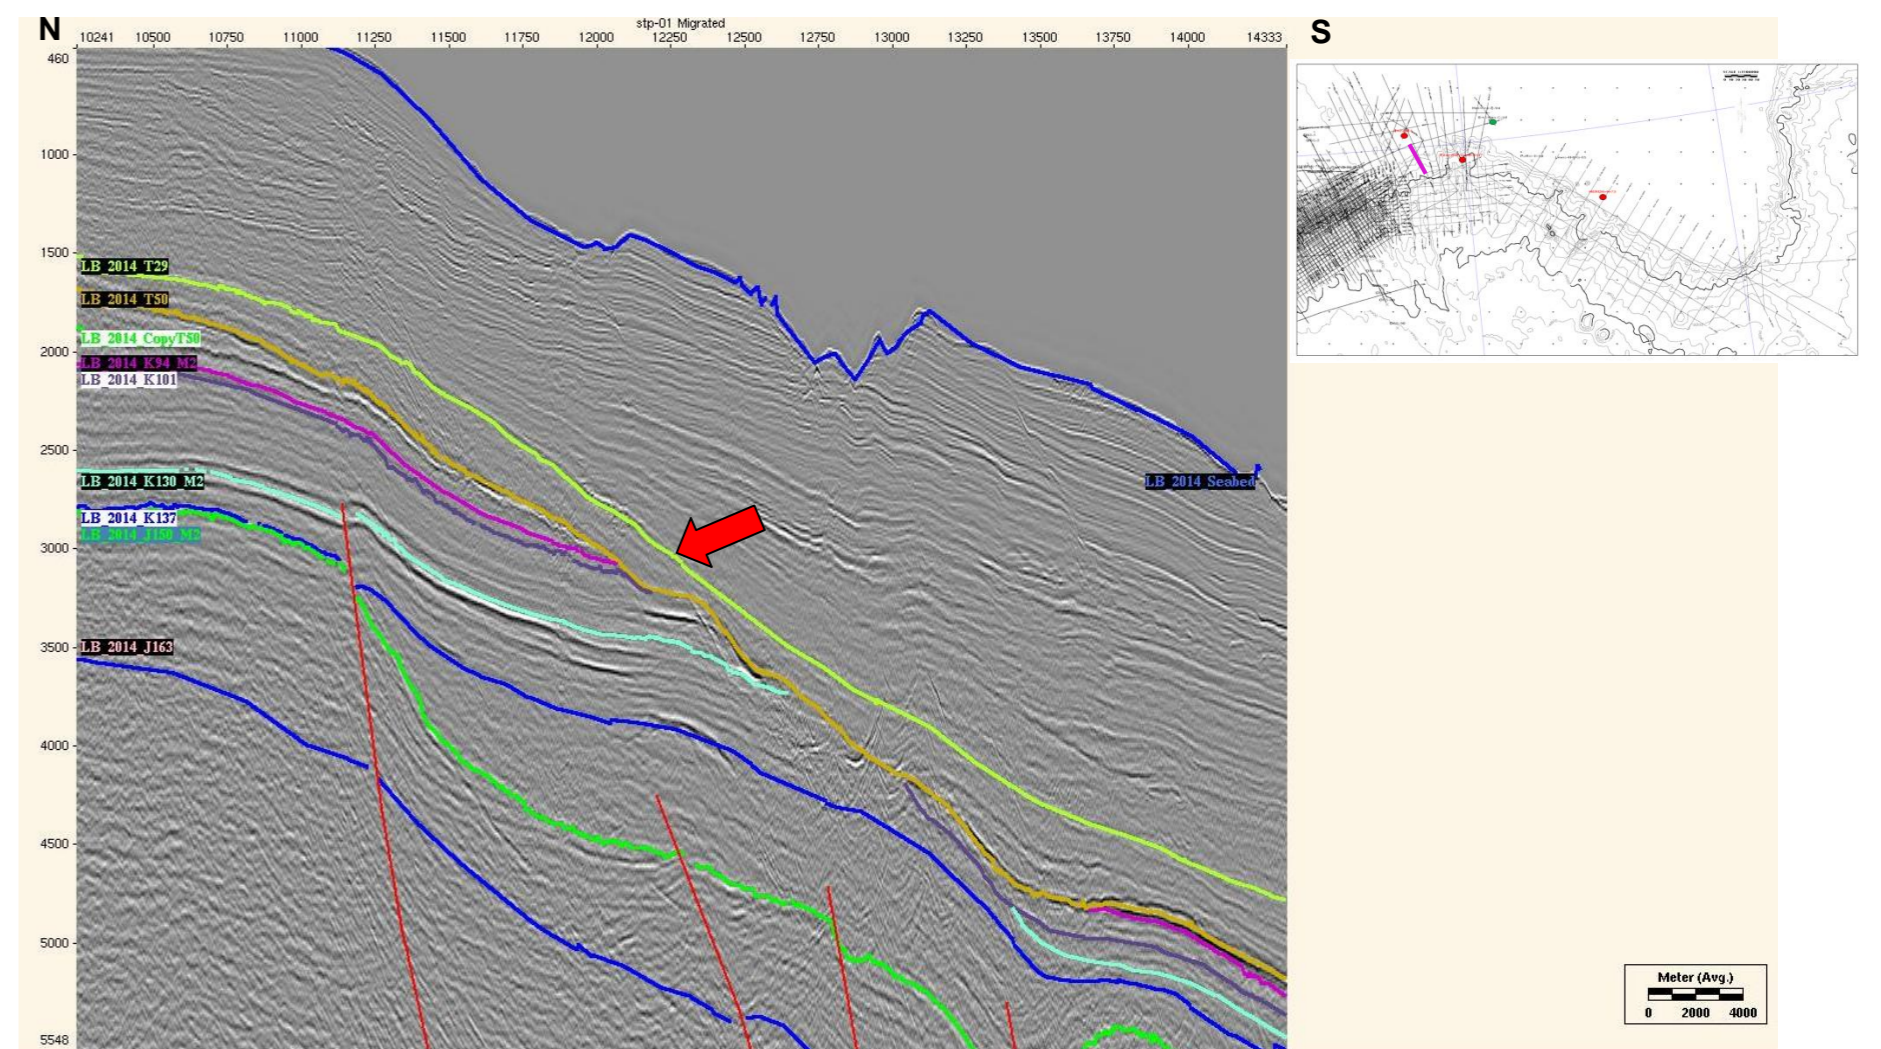 N
stp-01 Migrated
S
10241 10500 10750 11000 11250 11500 11750 12000 12250 12500 12750 13000 13250 13500 13750 14000 14333
460
1000
1500
LB_2014_T29
LB_2014_T50
2000
LB_2014_CopyT50
LB_2014_K94_M2
LB_2014_K101
2500
LB_2014_K130_M2
LB_2014_Seabed
LB_2014_K137
LB_2014_J150_M2
3000
3500
LB_2014_J163
4000
4500
5000
5548
Meter (Avg.)
0 2000 4000